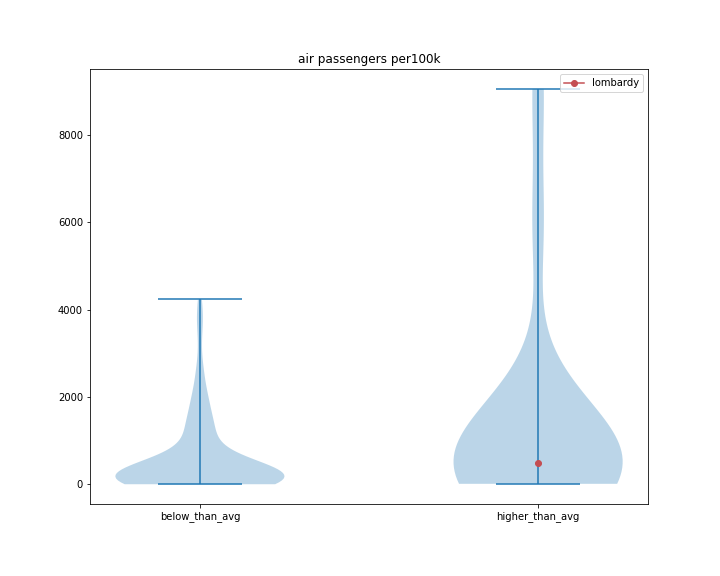 air passengers per100k
lombardy
8000
6000
4000
2000
0
below_than_avg
higher_than_avg